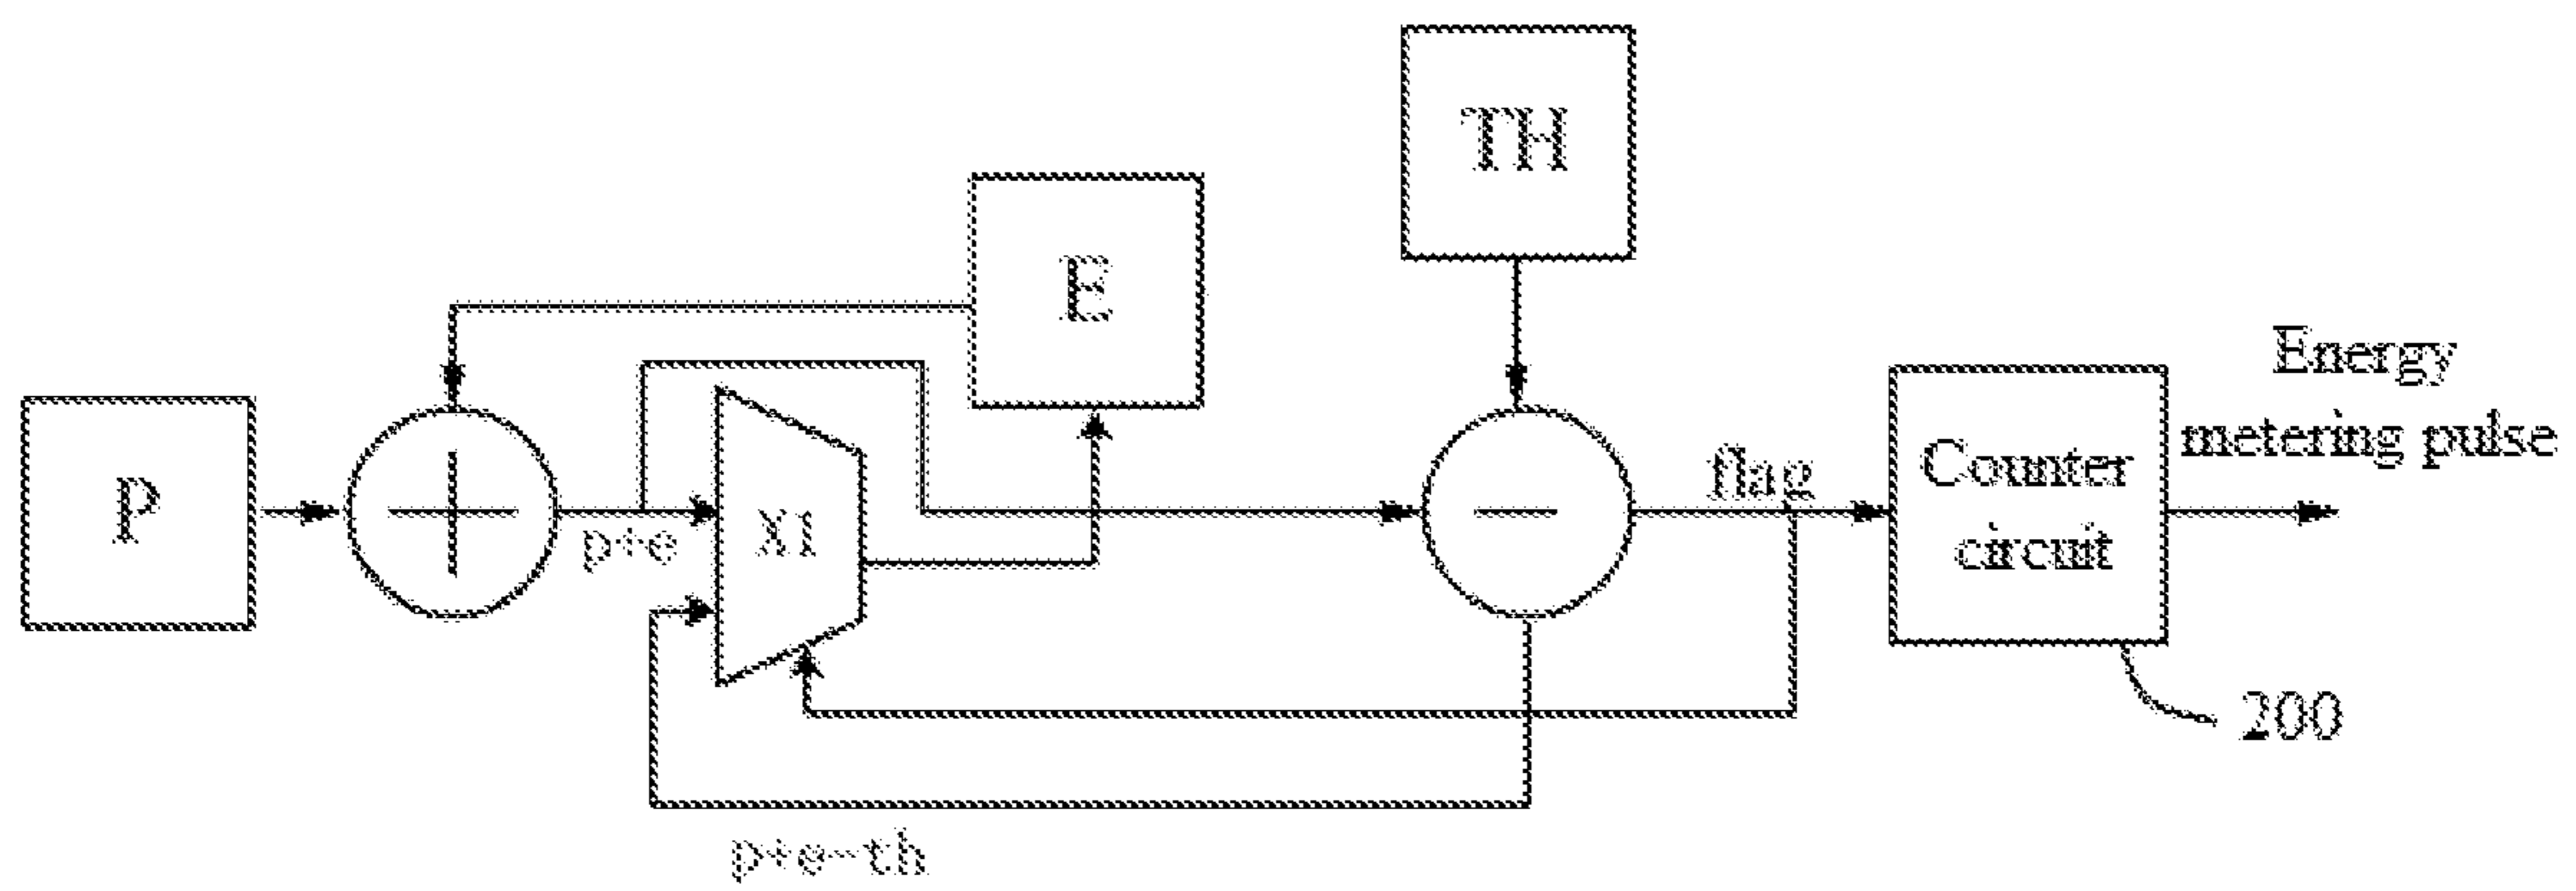 TH
E
P
p+e
X1
flag
Counter
circuit
Energy
metering pulse
200
p+e-th